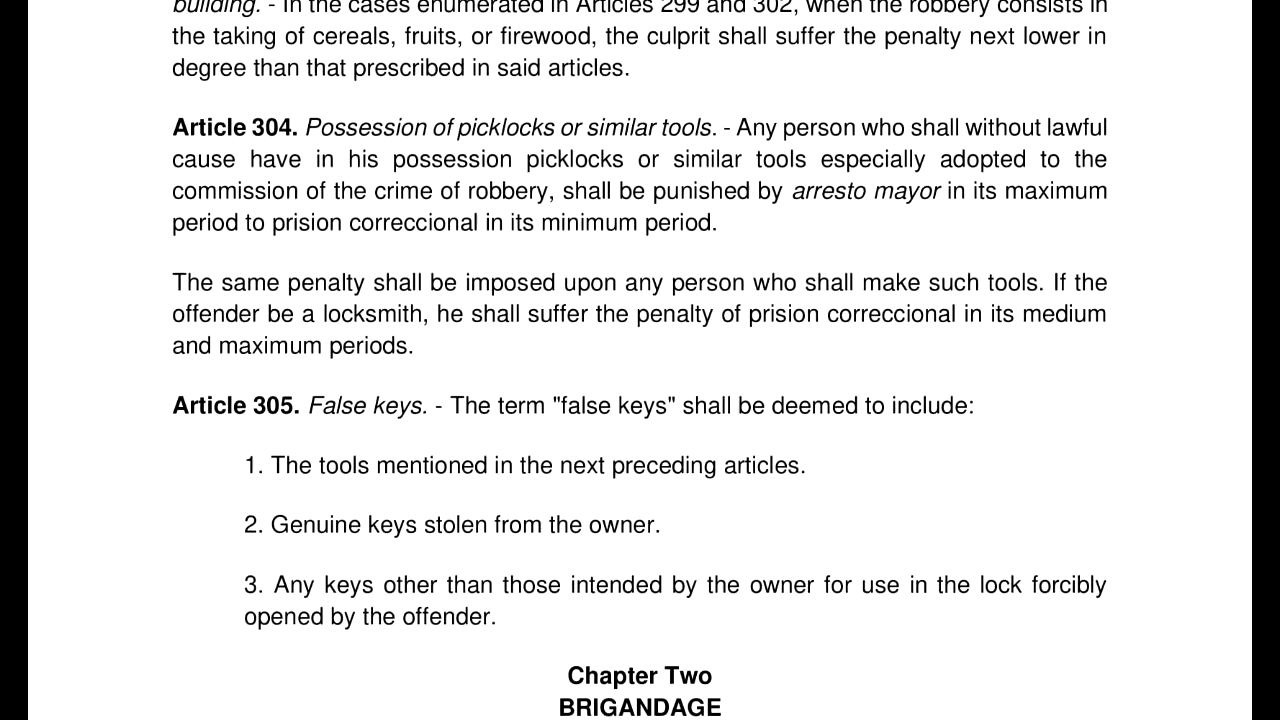 building. - In the cases enumerated in Articles 299 and 302, when the robbery consists in
the taking of cereals, fruits, or firewood, the culprit shall suffer the penalty next lower in
degree than that prescribed in said articles.
Article 304. Possession of picklocks or similar tools. - Any person who shall without lawful
cause have in his possession picklocks or similar tools especially adopted to the
commission of the crime of robbery, shall be punished by arresto mayor in its maximum
period to prision correccional in its minimum period.
The same penalty shall be imposed upon any person who shall make such tools. If the
offender be a locksmith, he shall suffer the penalty of prision correccional in its medium
and maximum periods.
Article 305. False keys. - The term "false keys" shall be deemed to include:
1. The tools mentioned in the next preceding articles.
2. Genuine keys stolen from the owner.
3. Any keys other than those intended by the owner for use in the lock forcibly
opened by the offender.
Chapter Two
BRIGANDAGE